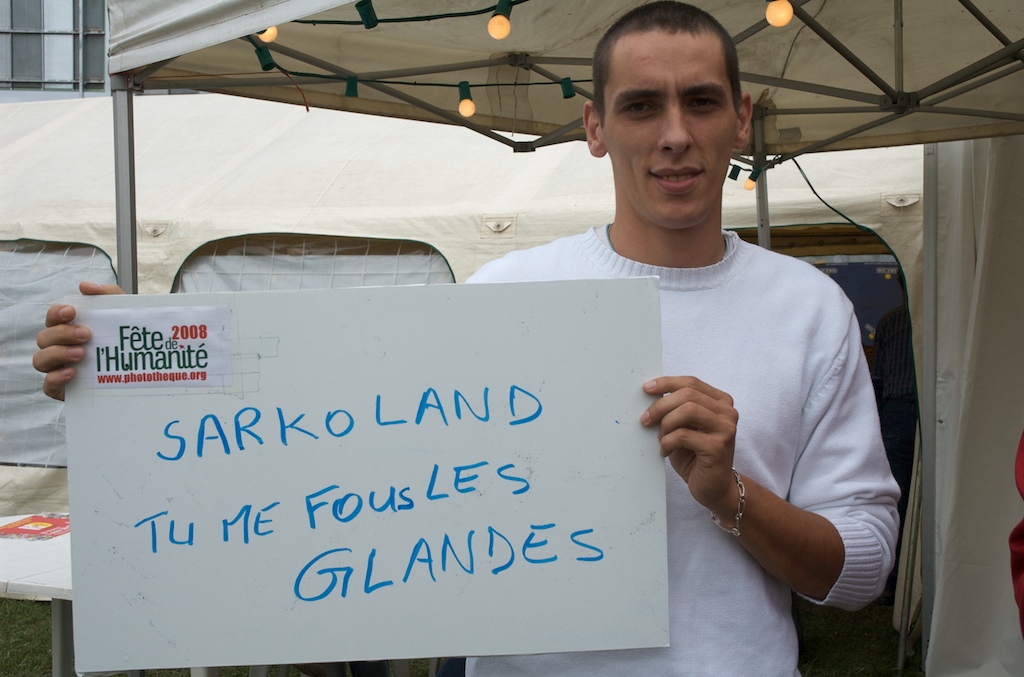 Fête 2008
de
l'Humanité
www.phototheque.org
SARKOLAND
TU ME FOUS LES
GLANDES